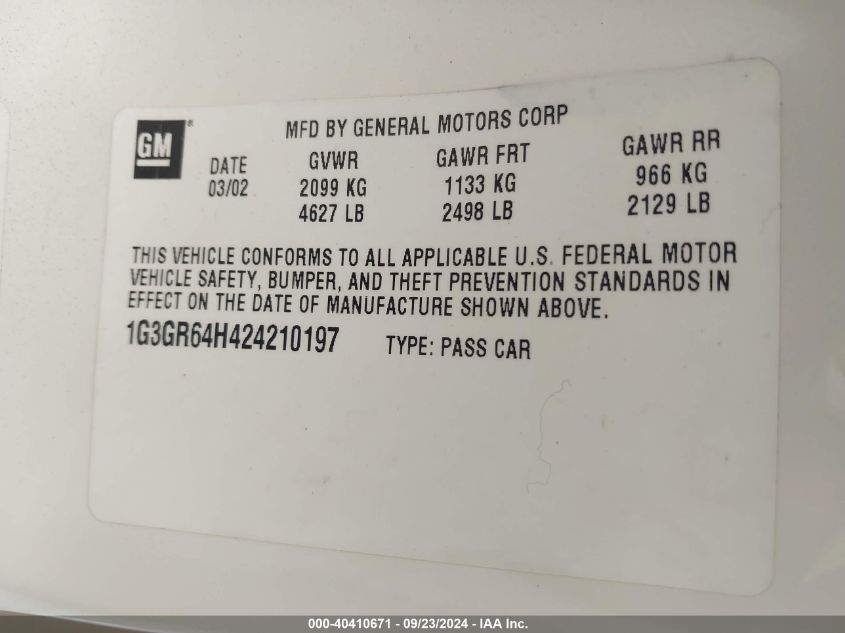 GM®
MFD BY GENERAL MOTORS CORP
DATE GVWR GAWR FRT GAWR RR
03/02 2099 KG 1133 KG 966 KG
4627 LB 2498 LB 2129 LB
THIS VEHICLE CONFORMS TO ALL APPLICABLE U.S. FEDERAL MOTOR
VEHICLE SAFETY, BUMPER, AND THEFT PREVENTION STANDARDS IN
EFFECT ON THE DATE OF MANUFACTURE SHOWN ABOVE.
1G3GR64H424210197 TYPE: PASS CAR
000-40410671 - 09/23/2024 - IAA Inc.